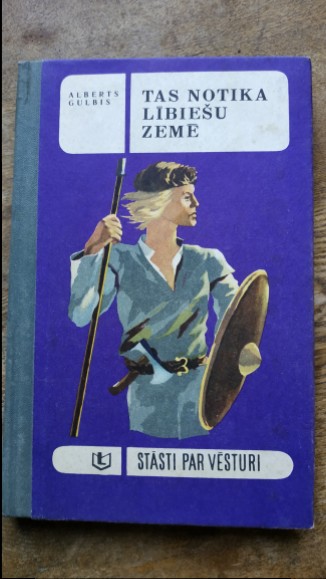 ALBERTS
GULBIS
TAS NOTIKA
LĪBIEŠU
ZEMĒ
STĀSTI PAR VĒSTURI